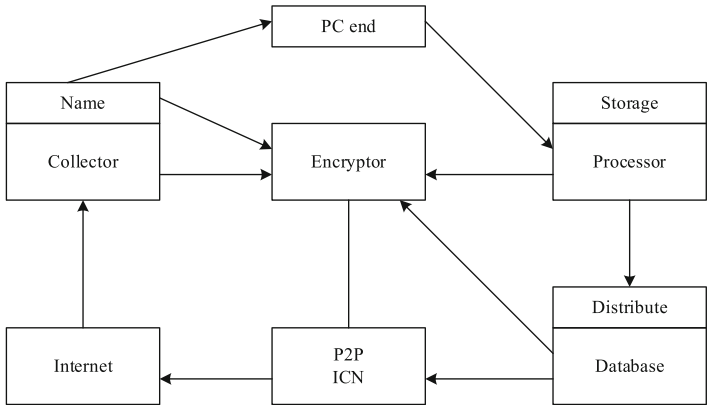 PC end
Name
Collector
Encryptor
Storage
Processor
Internet
P2P
ICN
Distribute
Database